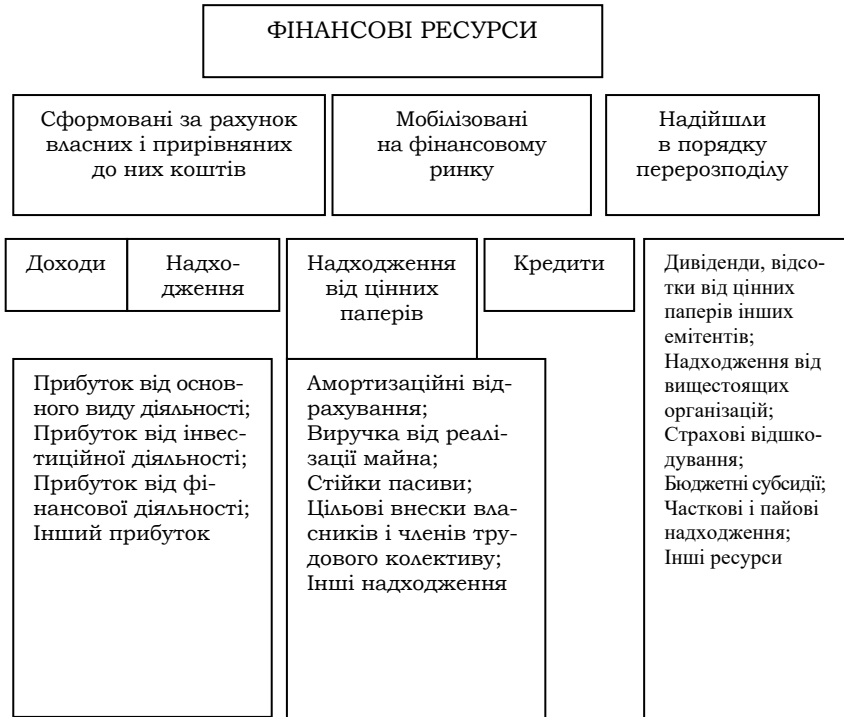 ФІНАНСОВІ РЕСУРСИ
Сформовані за рахунок
власних і прирівняних
до них коштів
Мобілізовані
на фінансовому
ринку
Надійшли
в порядку
перерозподілу
Доходи
Надхо-
дження
Надходження
від цінних
паперів
Кредити
Дивіденди, відсо-
тки від цінних
паперів інших
емітентів;
Надходження від
вищестоящих
організацій;
Страхові відшко-
дування;
Бюджетні субсидії;
Часткові і пайові
надходження;
Інші ресурси
Прибуток від основ-
ного виду діяльності;
Прибуток від інвес-
тиційної діяльності;
Прибуток від фі-
нансової діяльності;
Інший прибуток
Амортизаційні від-
рахування;
Виручка від реалі-
зації майна;
Стійки пасиви;
Цільові внески вла-
сників і членів тру-
дового колективу;
Інші надходження